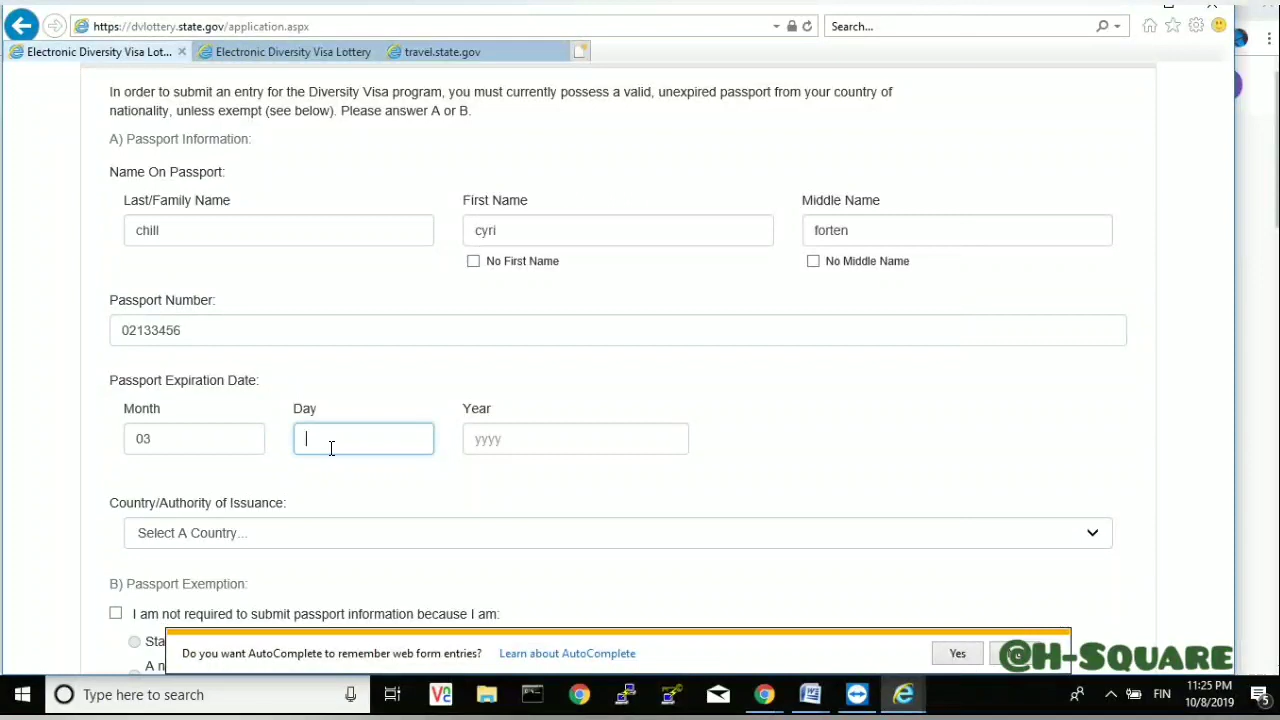 https://dvlottery.state.gov/application.aspx
Search...
Electronic Diversity Visa Lot...
Electronic Diversity Visa Lottery
travel.state.gov
In order to submit an entry for the Diversity Visa program, you must currently possess a valid, unexpired passport from your country of
nationality, unless exempt (see below). Please answer A or B.
A) Passport Information:
Name On Passport:
Last/Family Name
First Name
Middle Name
chill
cyri
forten
No First Name
No Middle Name
Passport Number:
02133456
Passport Expiration Date:
Month
Day
Year
03
yyyy
Country/Authority of Issuance:
Select A Country...
B) Passport Exemption:
I am not required to submit passport information because I am:
Sta
A n
Do you want AutoComplete to remember web form entries?
Learn about AutoComplete
Yes
@H-Square
Type here to search
FIN
11:25 PM
10/8/2019
5